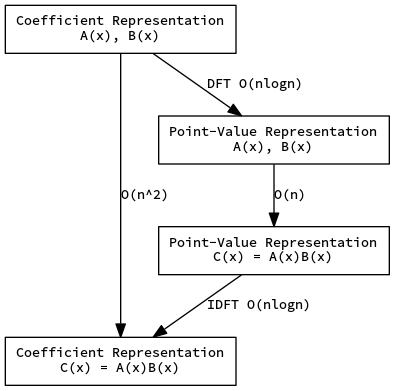 Coefficient Representation
A(x), B(x)
DFT O(nlogn)
Point-Value Representation
A(x), B(x)
O(n^2)
O(n)
Point-Value Representation
C(x) = A(x)B(x)
IDFT O(nlogn)
Coefficient Representation
C(x) = A(x)B(x)